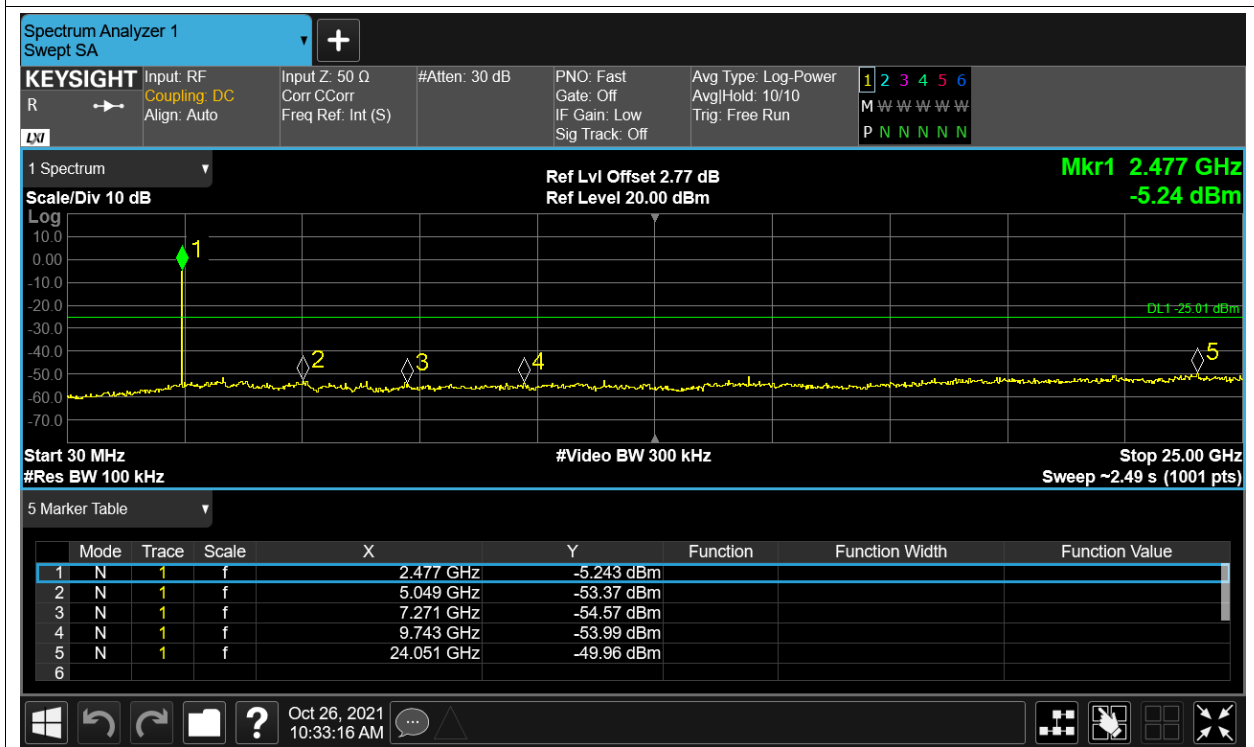 Spectrum Analyzer 1
Swept SA
+
KEYSIGHT Input: RF Input Z: 50 Ω #Atten: 30 dB PNO: Fast Avg Type: Log-Power 1 2 3 4 5 6
R Coupling: DC Corr CCorr Gate: Off Avg|Hold: 10/10 M W W W W W
Align: Auto Freq Ref: Int (S) IF Gain: Low Trig: Free Run
LXI Sig Track: Off P N N N N N
1 Spectrum Ref Lvl Offset 2.77 dB Mkr1 2.477 GHz
Scale/Div 10 dB Ref Level 20.00 dBm -5.24 dBm
Log
10.0
1
0.00
-10.0
-20.0
DL1 -25.01 dBm
-30.0
-40.0
2 3 4 5
-50.0
-60.0
-70.0
Start 30 MHz #Video BW 300 kHz Stop 25.00 GHz
#Res BW 100 kHz Sweep ~2.49 s (1001 pts)
5 Marker Table
Mode Trace Scale X Y Function Function Width Function Value
1 N 1 f 2.477 GHz -5.243 dBm
2 N 1 f 5.049 GHz -53.37 dBm
3 N 1 f 7.271 GHz -54.57 dBm
4 N 1 f 9.743 GHz -53.99 dBm
5 N 1 f 24.051 GHz -49.96 dBm
6
? Oct 26, 2021
10:33:16 AM